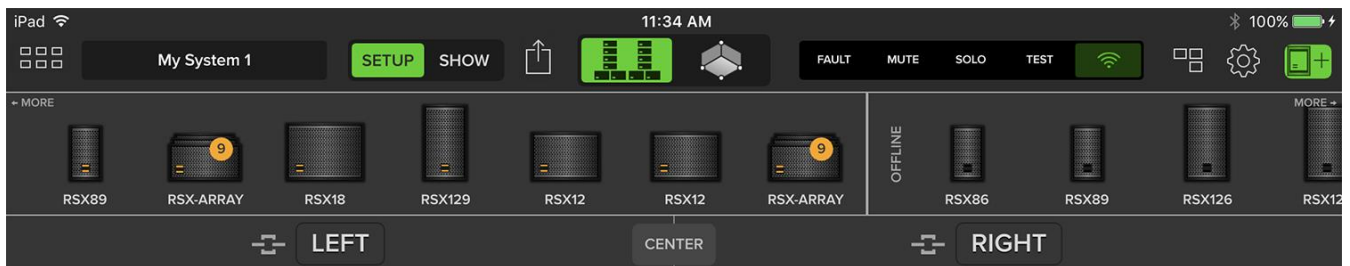 iPad 11:34 AM 100%
My System 1 SETUP SHOW FAULT MUTE SOLO TEST
← MORE MORE →
9 9 OFFLINE
RSX89 RSX-ARRAY RSX18 RSX129 RSX12 RSX12 RSX-ARRAY RSX86 RSX89 RSX126 RSX12
LEFT CENTER RIGHT